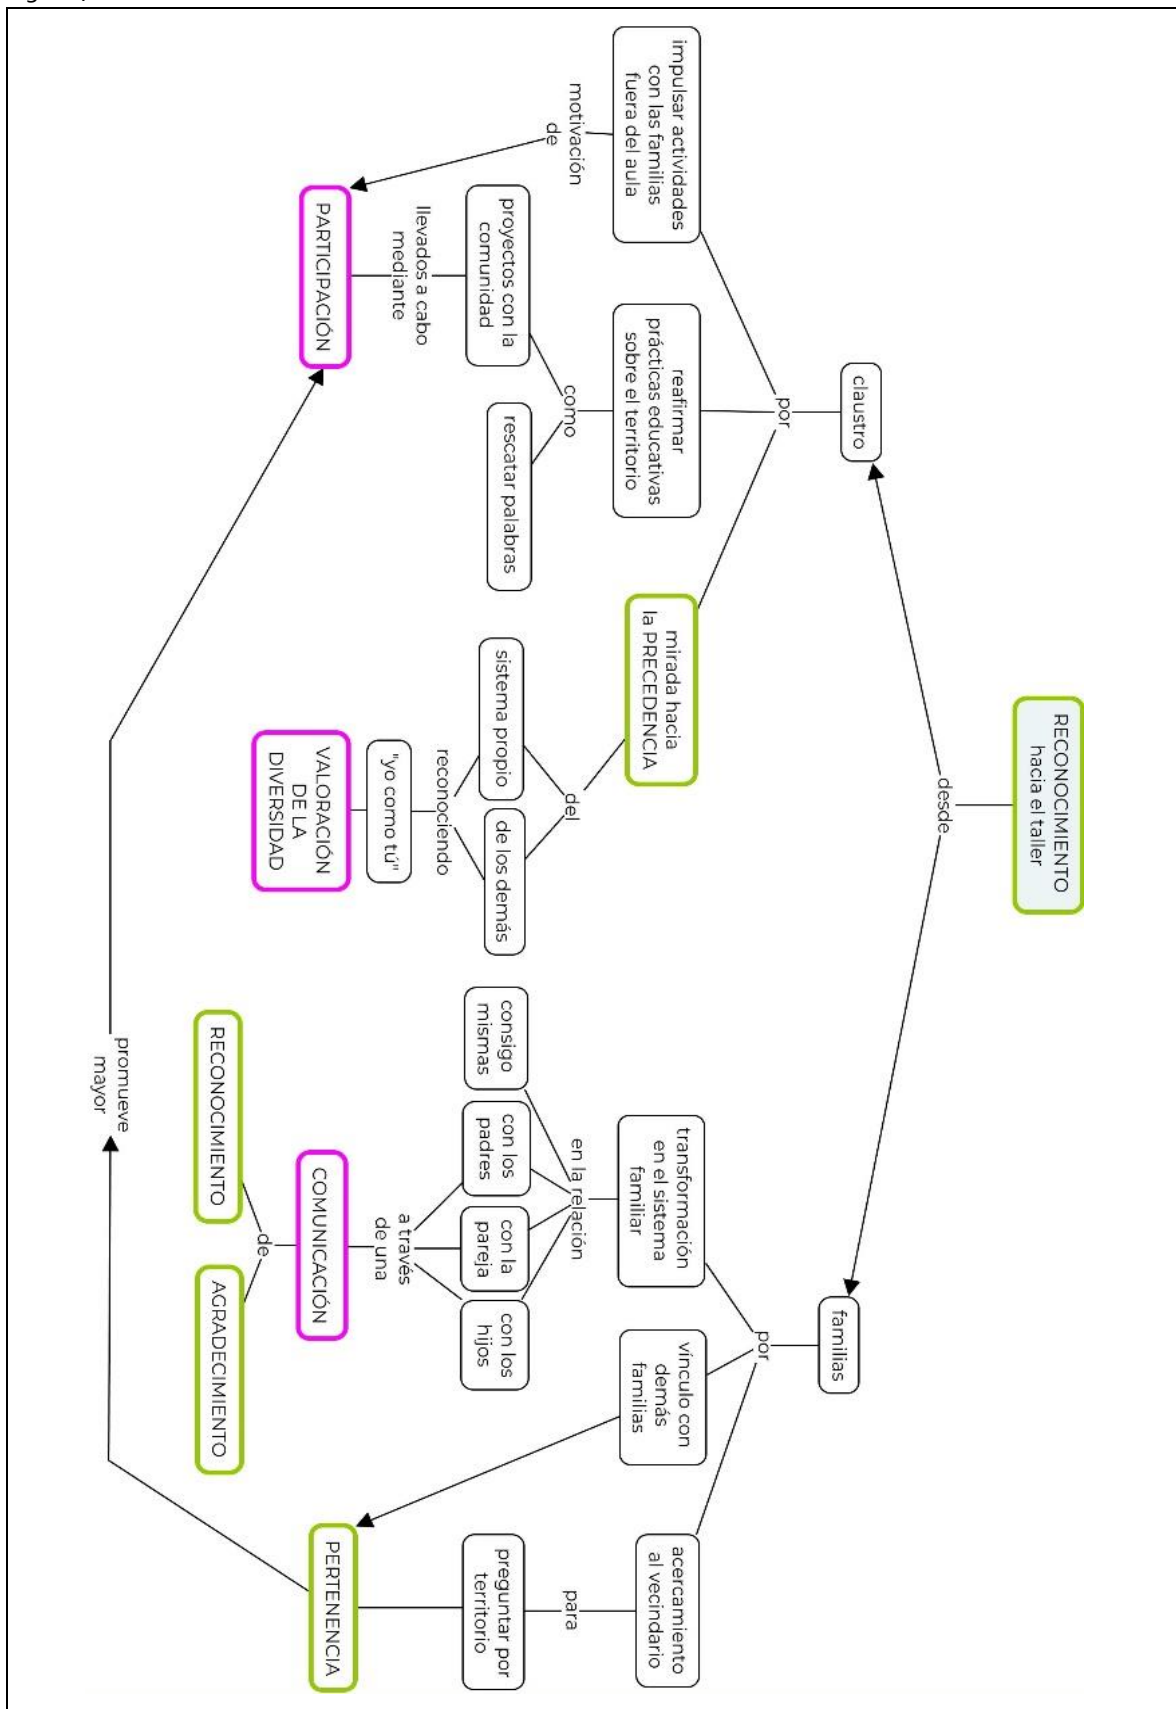 RECONOCIMIENTO
hacia el taller
desde
claustro
familias
por
por
impulsar actividades
con las familias
fuera del aula
reafirmar
prácticas educativas
sobre el territorio
mirada hacia
la PRECEDENCIA
transformación
en el sistema
familiar
vínculo con
demás
familias
acercamiento
al vecindario
motivación
de
como
del
en la relación
para
proyectos con la
comunidad
rescatar palabras
sistema propio
de los demás
consigo
mismas
con los
padres
con la
pareja
con los
hijos
preguntar por
territorio
llevados a cabo
mediante
reconociendo
"yo como tú"
a través
de una
PARTICIPACIÓN
VALORACIÓN
DE LA
DIVERSIDAD
COMUNICACIÓN
PERTENENCIA
de
RECONOCIMIENTO
AGRADECIMIENTO
promueve
mayor